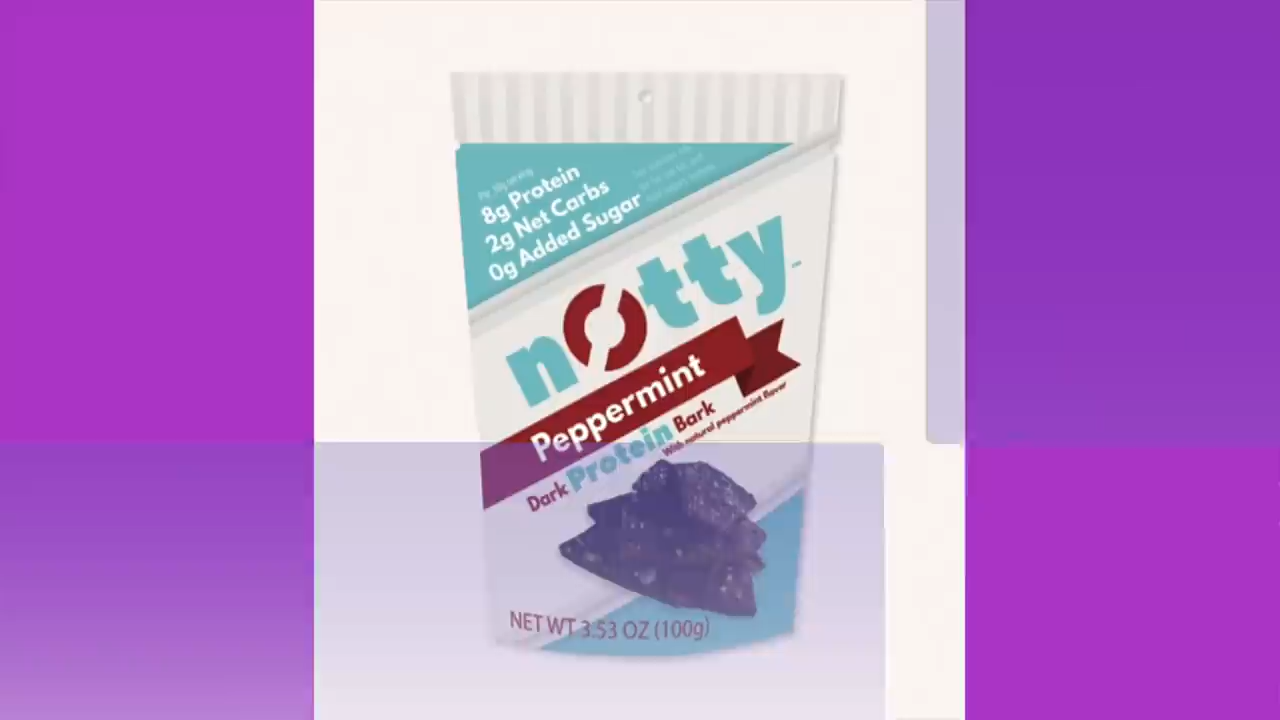 8g Protein
2g Net Carbs
0g Added Sugar
nOtty
Peppermint
Dark Protein Bark
With natural peppermint flavor
NET WT 3.53 OZ (100g)